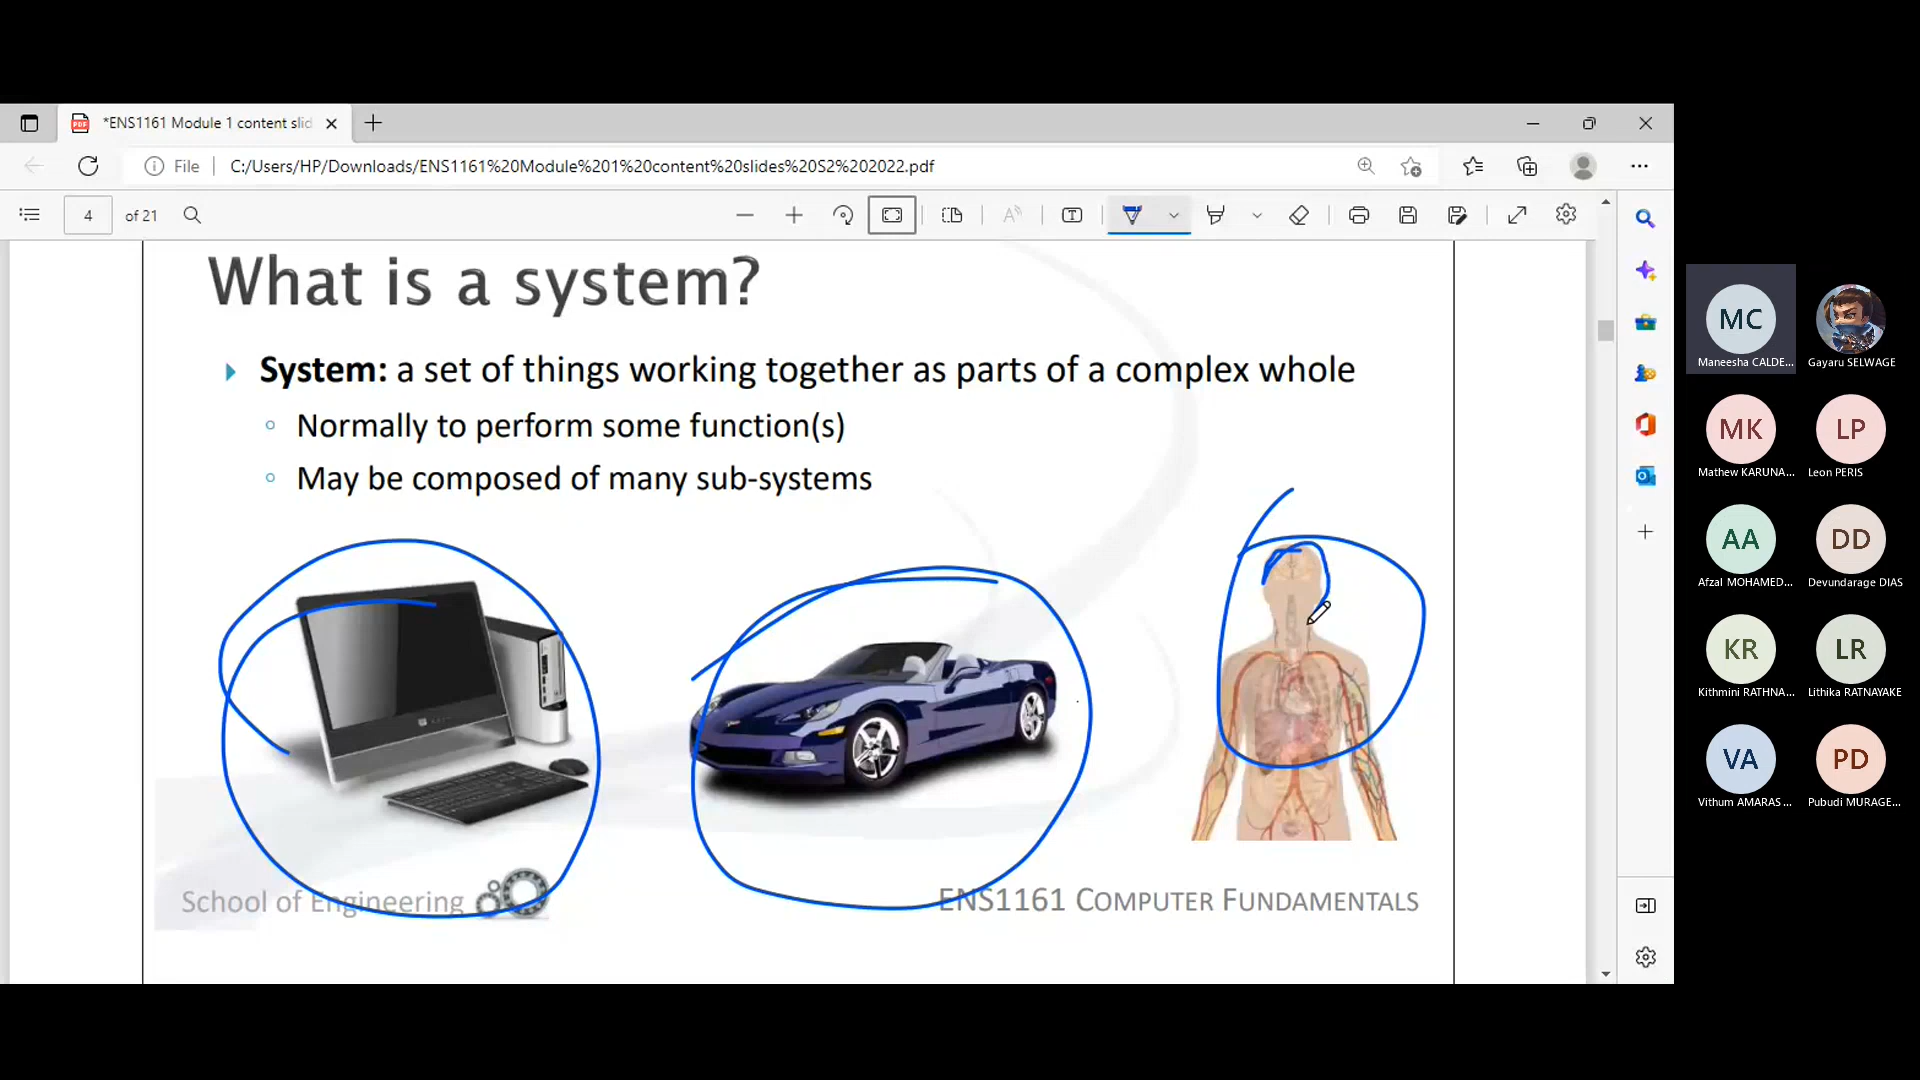 *ENS1161 Module 1 content slid
File
C:/Users/HP/Downloads/ENS1161%20Module%201%20content%20slides%20S2%202022.pdf
4 of 21
What is a system?
System: a set of things working together as parts of a complex whole
Normally to perform some function(s)
May be composed of many sub-systems
School of Engineering
ENS1161 COMPUTER FUNDAMENTALS
MC
Maneesha CALDE...
Gayaru SELWAGE
MK
Mathew KARUNA...
LP
Leon PERIS
AA
Afzal MOHAMED...
DD
Devundarage DIAS
KR
Kithmini RATHNA...
LR
Lithika RATNAYAKE
VA
Vithum AMARAS...
PD
Pubudi MURAGE...